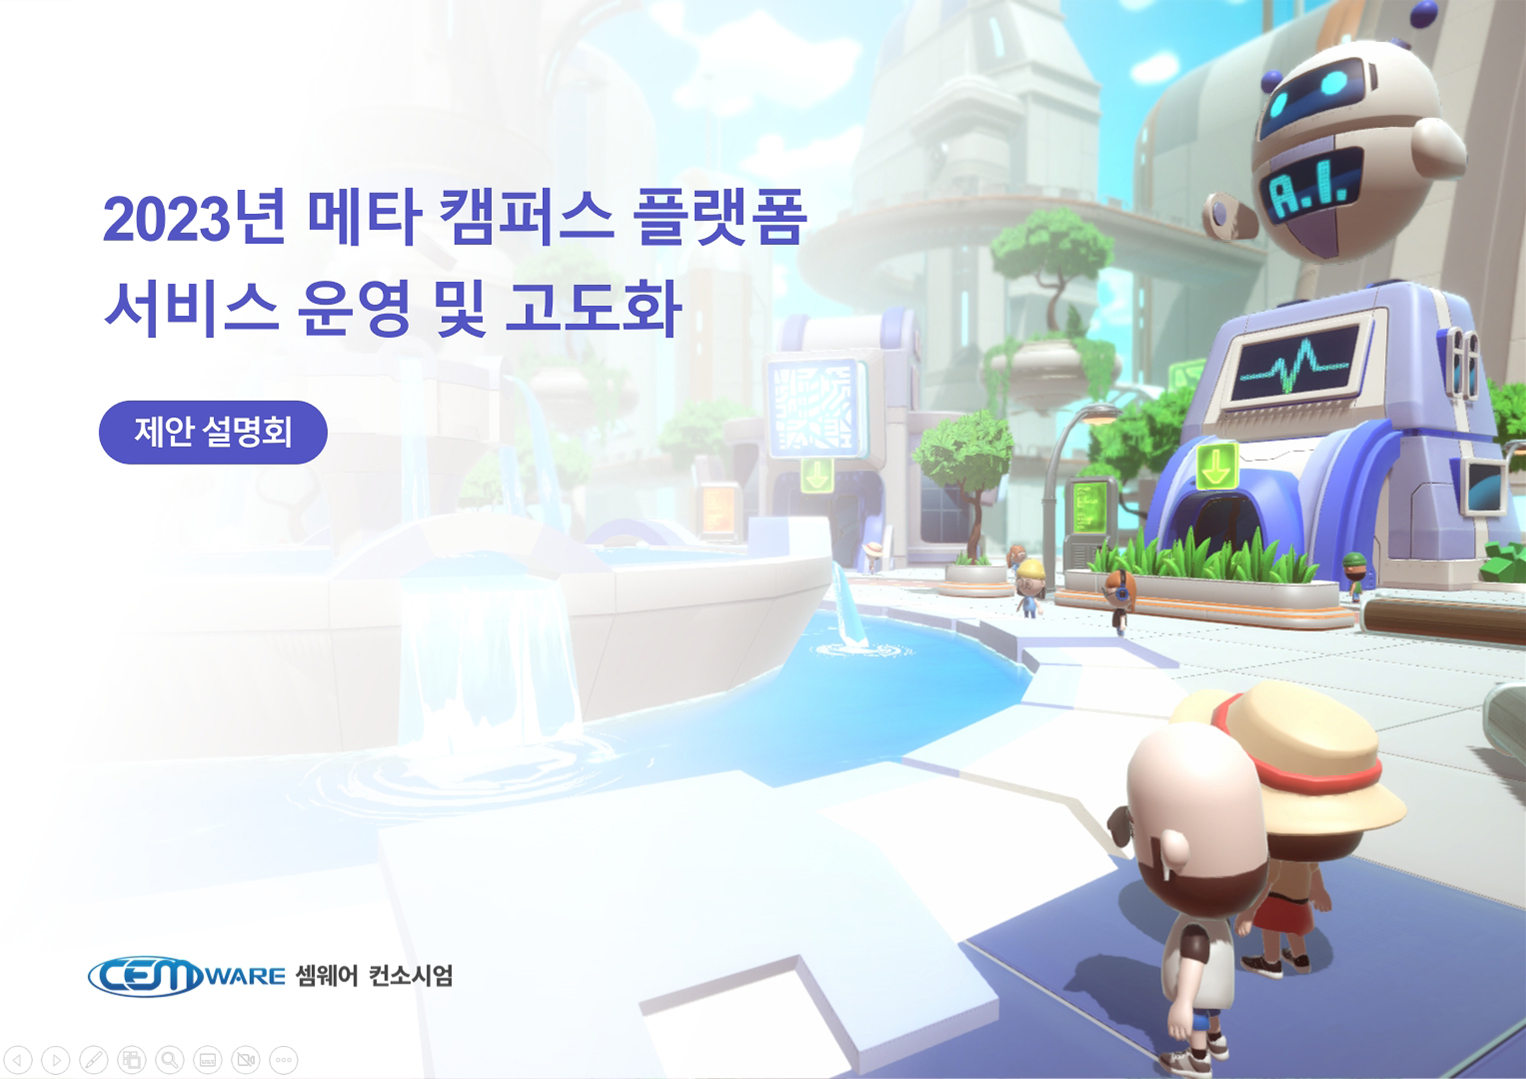 2023년 메타 캠퍼스 플랫폼
서비스 운영 및 고도화
제안 설명회
A.I.
CEMWARE 셈웨어 컨소시엄